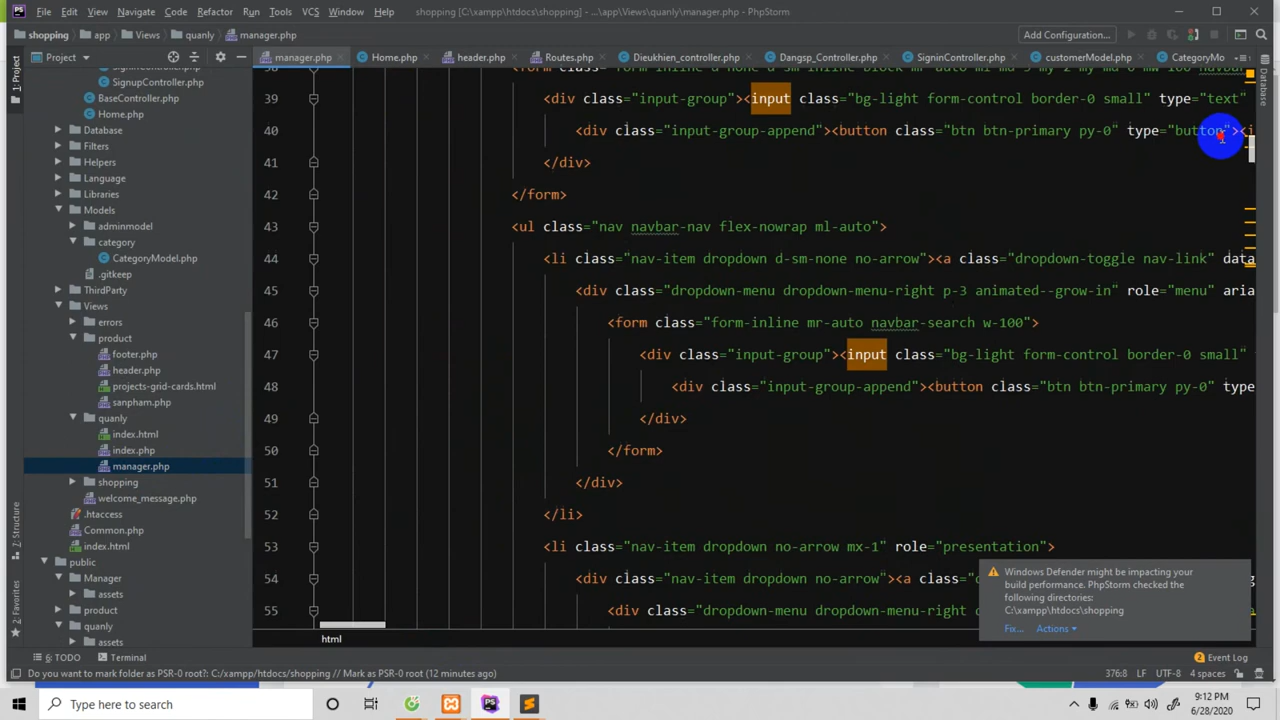 File Edit View Navigate Code Refactor Run Tools VCS Window Help shopping [C:\xampp\htdocs\shopping] - ...\app\Views\quanly\manager.php - PhpStorm
shopping app Views quanly manager.php Add Configuration...
Project manager.php Home.php header.php Routes.php Dieukhien_controller.php Dangsp_Controller.php SigninController.php customerModel.php CategoryMo
1: Project
Database
SignupController.php
BaseController.php
Home.php
Database
Filters
Helpers
Language
Libraries
Models
adminmodel
category
CategoryModel.php
.gitkeep
ThirdParty
Views
errors
product
footer.php
header.php
projects-grid-cards.html
sanpham.php
quanly
index.html
index.php
manager.php
shopping
welcome_message.php
.htaccess
Common.php
index.html
public
Manager
assets
product
quanly
assets
7: Structure
2: Favorites
39 <div class="input-group"><input class="bg-light form-control border-0 small" type="text"
40 <div class="input-group-append"><button class="btn btn-primary py-0" type="button"><i
41 </div>
42 </form>
43 <ul class="nav navbar-nav flex-nowrap ml-auto">
44 <li class="nav-item dropdown d-sm-none no-arrow"><a class="dropdown-toggle nav-link" data
45 <div class="dropdown-menu dropdown-menu-right p-3 animated--grow-in" role="menu" aria
46 <form class="form-inline mr-auto navbar-search w-100">
47 <div class="input-group"><input class="bg-light form-control border-0 small"
48 <div class="input-group-append"><button class="btn btn-primary py-0" type
49 </div>
50 </form>
51 </div>
52 </li>
53 <li class="nav-item dropdown no-arrow mx-1" role="presentation">
54 <div class="nav-item dropdown no-arrow"><a class="
55 <div class="dropdown-menu dropdown-menu-right
html
Windows Defender might be impacting your
build performance. PhpStorm checked the
following directories:
C:\xampp\htdocs\shopping
Fix... Actions
6: TODO Terminal 2 Event Log
Do you want to mark folder as PSR-0 root?: C:/xampp/htdocs/shopping // Mark as PSR-0 root (12 minutes ago) 376:8 LF UTF-8 4 spaces
Type here to search
9:12 PM
6/28/2020